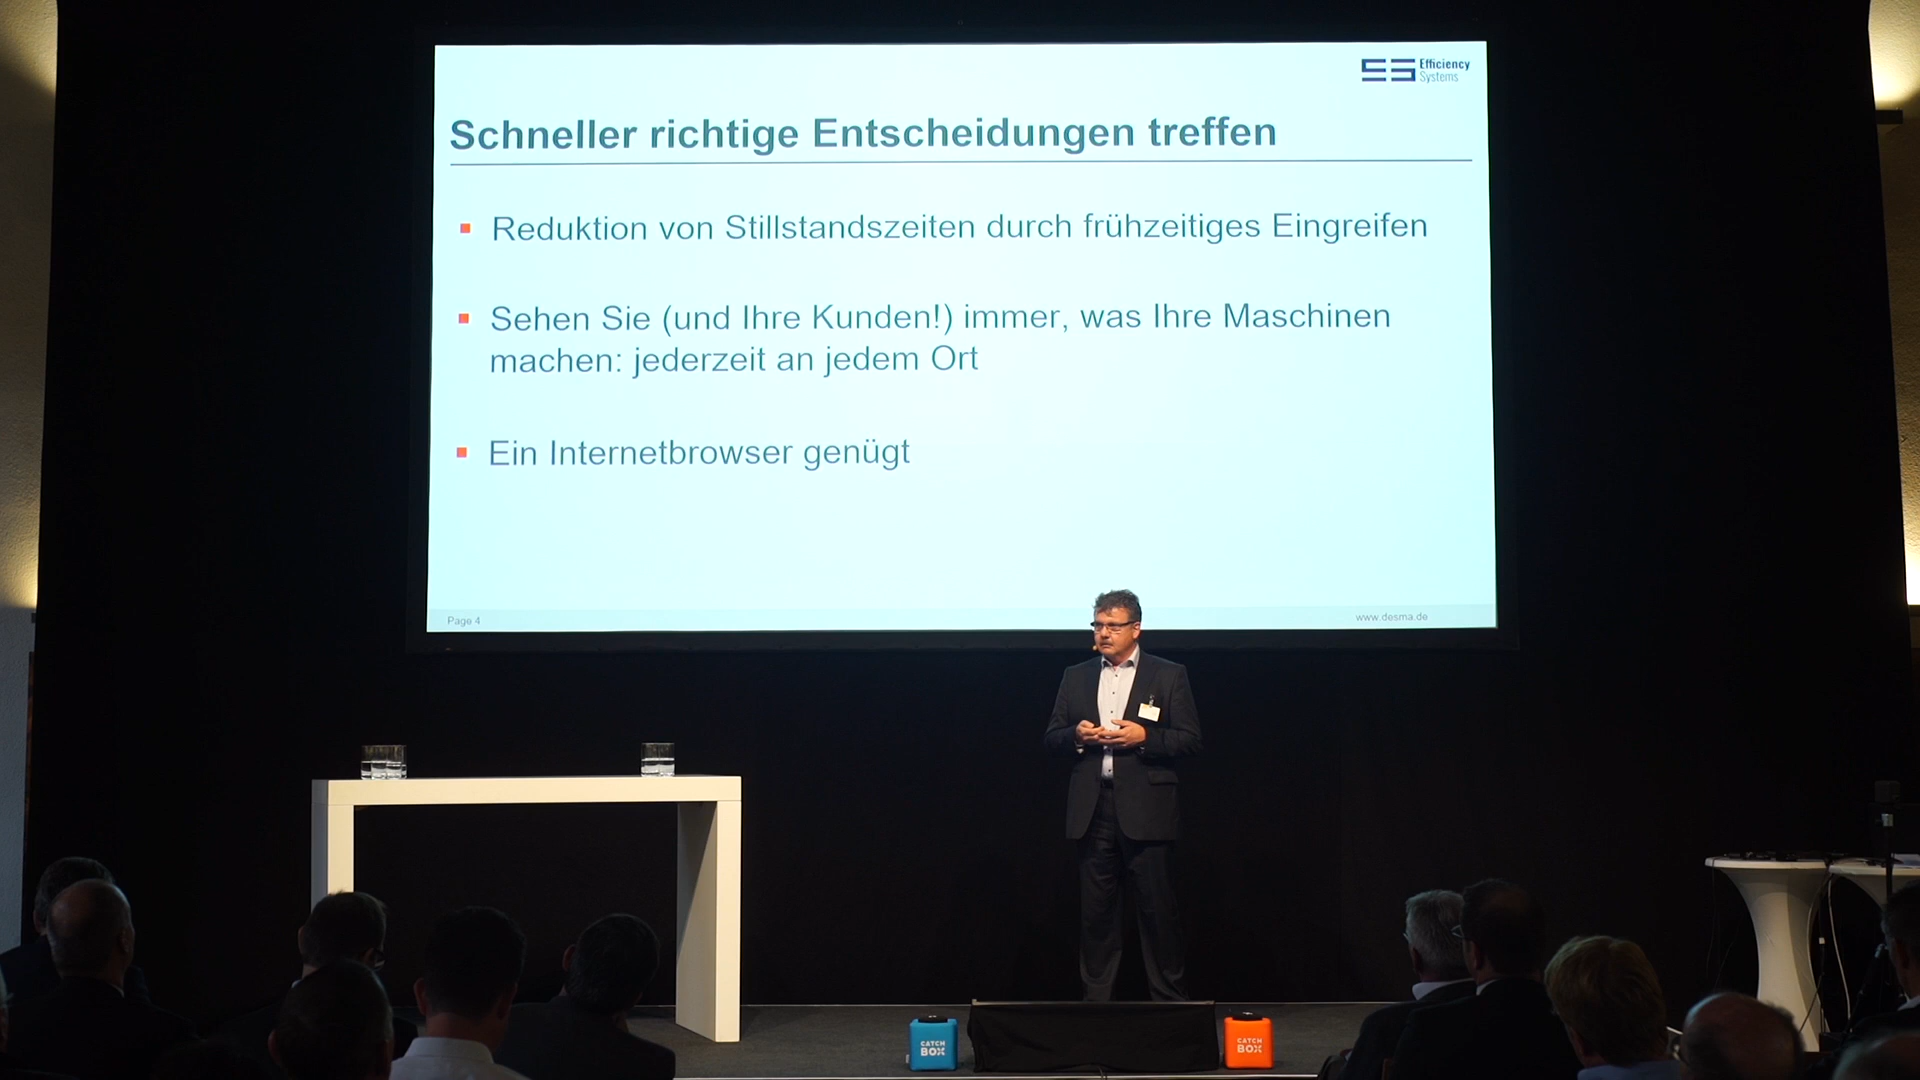 Efficiency
Systems
Schneller richtige Entscheidungen treffen
Reduktion von Stillstandszeiten durch frühzeitiges Eingreifen
Sehen Sie (und Ihre Kunden!) immer, was Ihre Maschinen
machen: jederzeit an jedem Ort
Ein Internetbrowser genügt
Page 4
www.desma.de
CATCH
BOX
CATCH
BOX